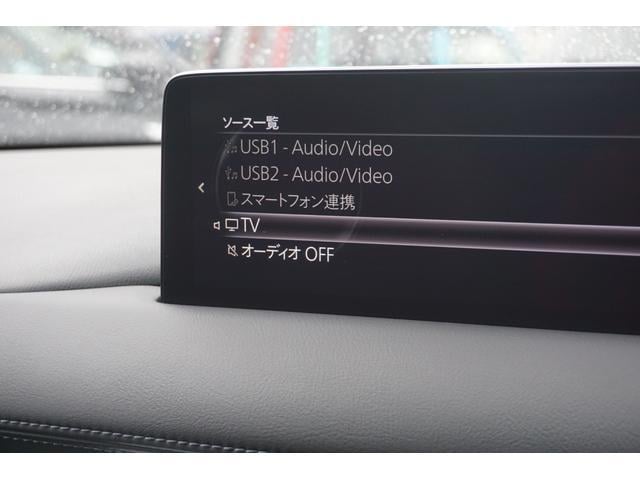 ソース一覧
USB1 - Audio/Video
USB2 - Audio/Video
スマートフォン連携
TV
オーディオ OFF